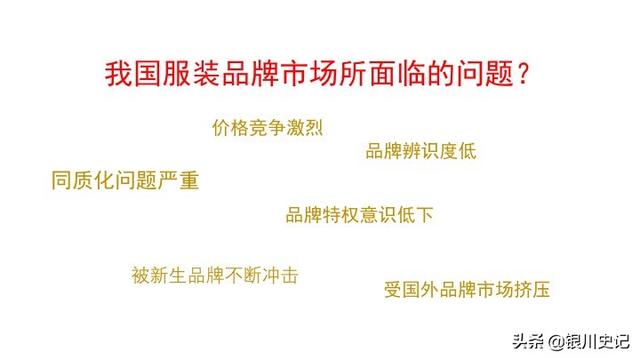 我国服装品牌市场所面临的问题？
价格竞争激烈
品牌辨识度低
同质化问题严重
品牌特权意识低下
被新生品牌不断冲击
受国外品牌市场挤压
头条 @银川史记